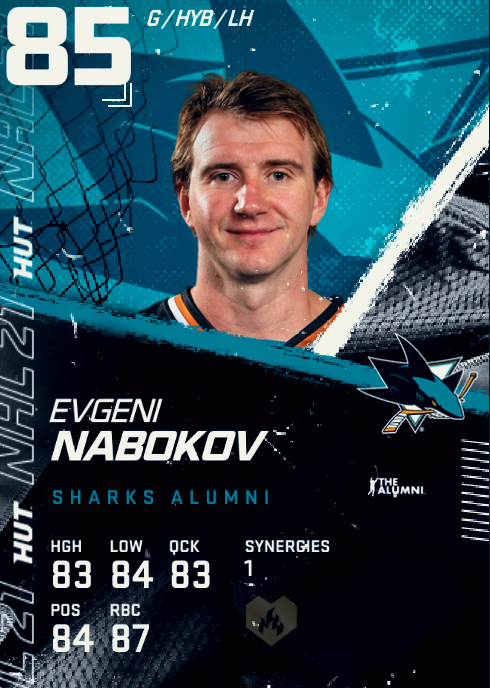 85
G / HYB / LH
HUT NHL
HUT NHL 21
NHL 21
EVGENI
NABOKOV
SHARKS ALUMNI
THE
ALUMNI
HGH LOW QCK SYNERGIES
83 84 83 1
POS RBC
84 87